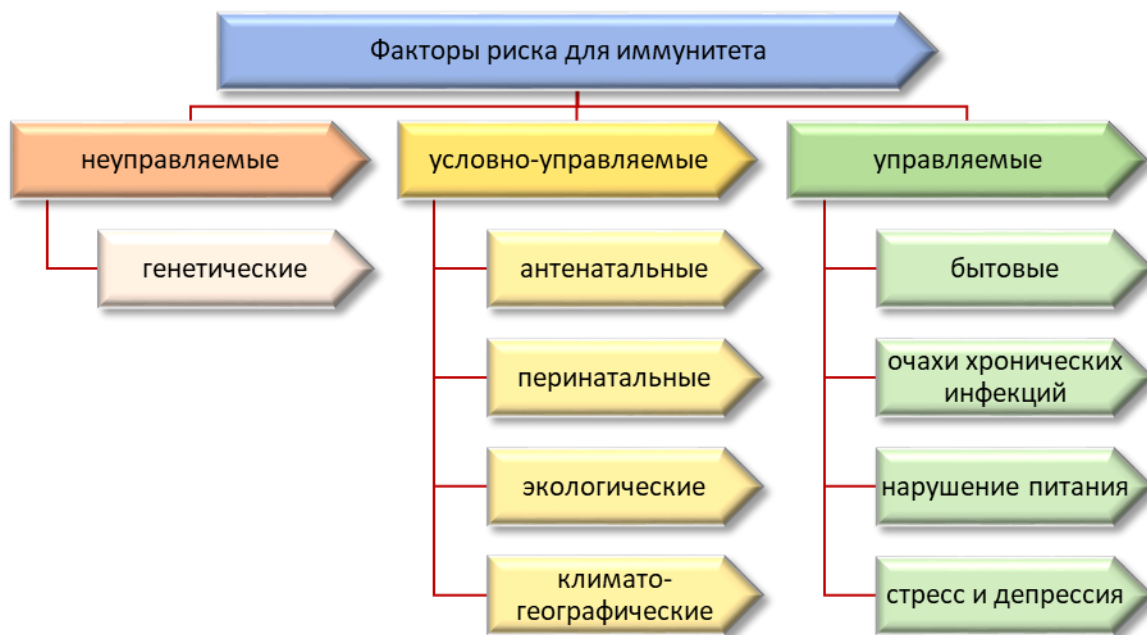 Факторы риска для иммунитета
неуправляемые
генетические
условно-управляемые
антенатальные
перинатальные
экологические
климато-
географические
управляемые
бытовые
очахи хронических
инфекций
нарушение питания
стресс и депрессия